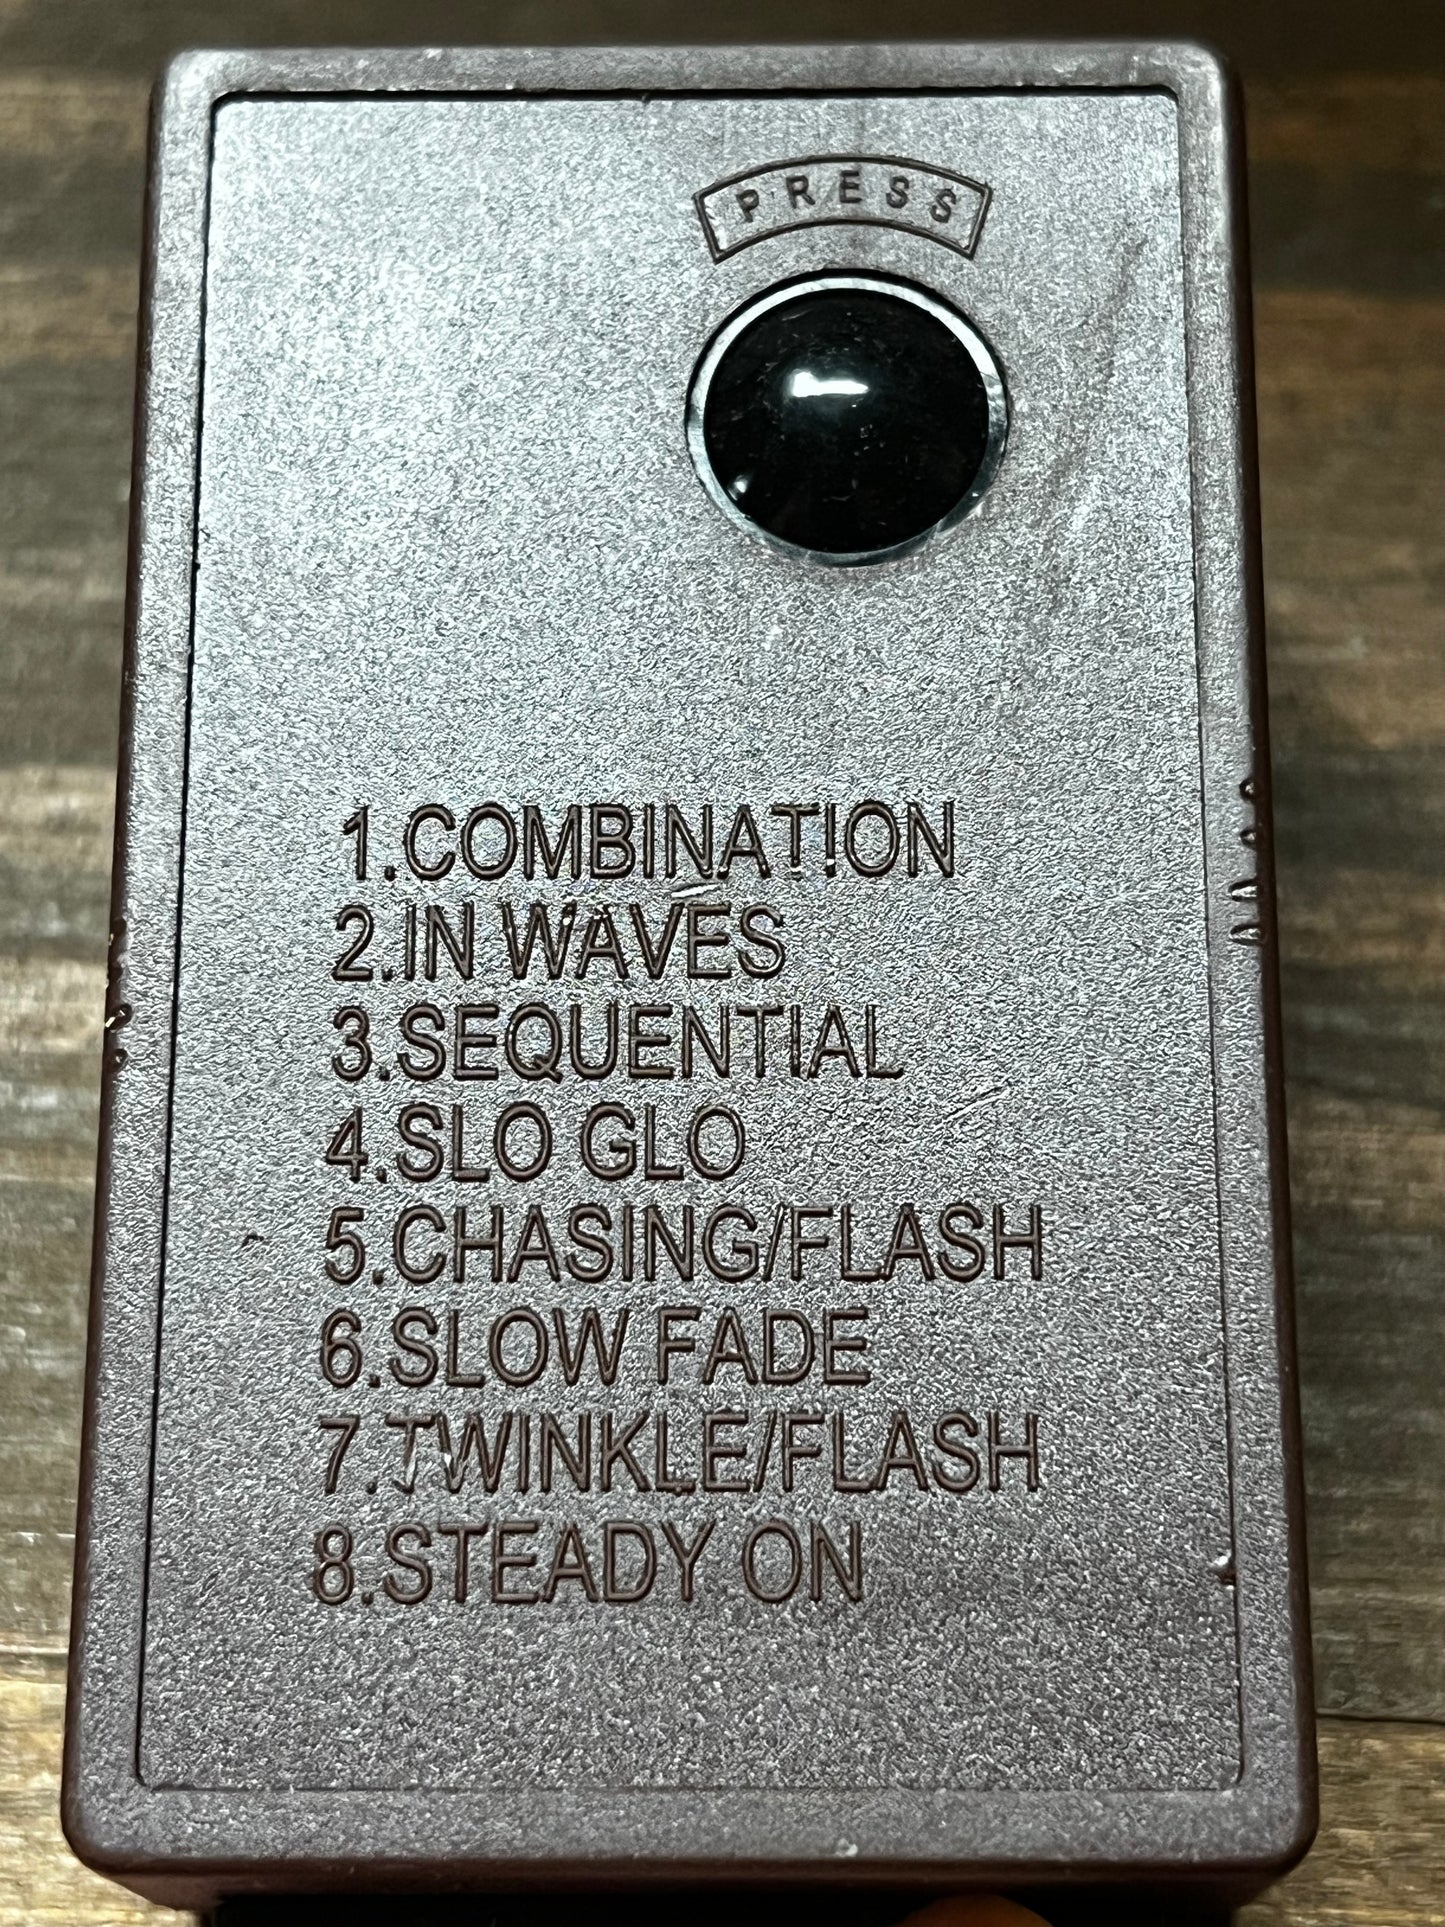 PRESS
1.COMBINATION
2.IN WAVES
3.SEQUENTIAL
4.SLO GLO
5.CHASING/FLASH
6.SLOW FADE
7.TWINKLE/FLASH
8.STEADY ON